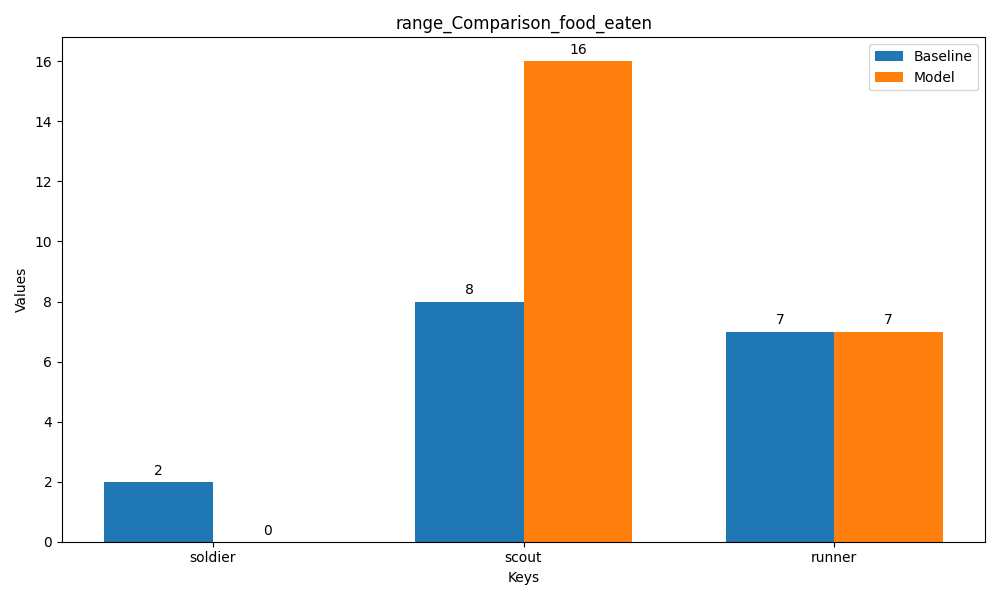 range_Comparison_food_eaten
Baseline
Model
Values
16
14
12
10
8
6
4
2
0
2
0
8
16
7
7
soldier
scout
runner
Keys